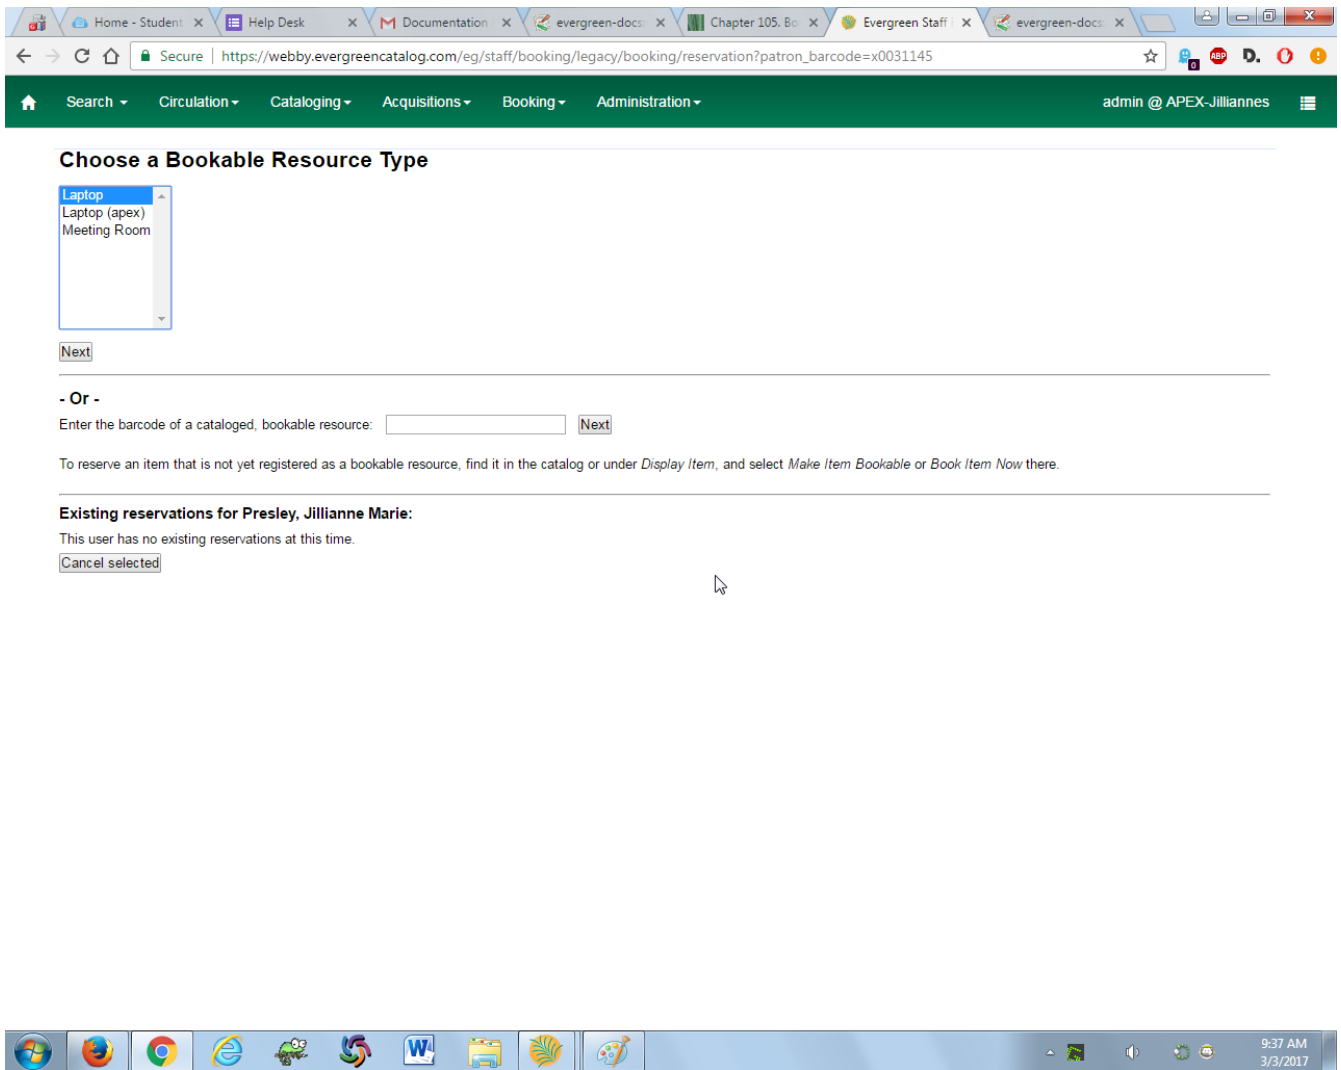 Home - Student
Help Desk
Documentation
evergreen-docs:
Chapter 105. Bo
Evergreen Staff
evergreen-docs:
Secure | https://webby.evergreencatalog.com/eg/staff/booking/legacy/booking/reservation?patron_barcode=x0031145
0
ABP
D.
Search
Circulation
Cataloging
Acquisitions
Booking
Administration
admin @ APEX-Jilliannes
Choose a Bookable Resource Type
Laptop
Laptop (apex)
Meeting Room
Next
- Or -
Enter the barcode of a cataloged, bookable resource:
Next
To reserve an item that is not yet registered as a bookable resource, find it in the catalog or under Display Item, and select Make Item Bookable or Book Item Now there.
Existing reservations for Presley, Jillianne Marie:
This user has no existing reservations at this time.
Cancel selected
9:37 AM
3/3/2017